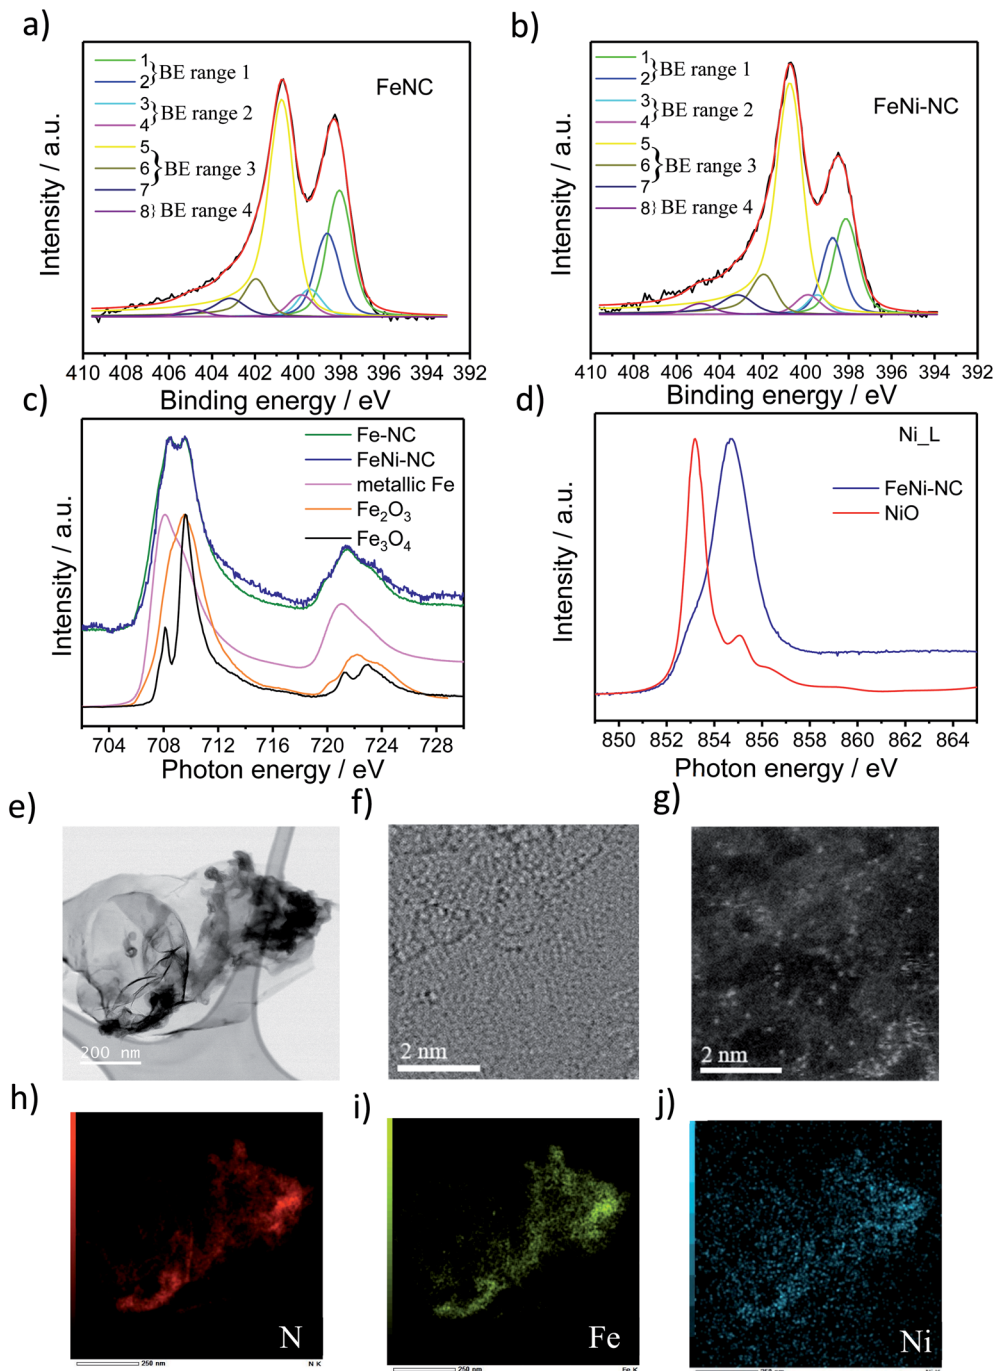 a)
FeNC
1
2
} BE range 1
3
4
} BE range 2
5
6
7
} BE range 3
8} BE range 4
Intensity / a.u.
410 408 406 404 402 400 398 396 394 392
Binding energy / eV
b)
FeNi-NC
1
2
} BE range 1
3
4
} BE range 2
5
6
7
} BE range 3
8} BE range 4
Intensity / a.u.
410 408 406 404 402 400 398 396 394 392
Binding energy / eV
c)
Fe-NC
FeNi-NC
metallic Fe
Fe₂O₃
Fe₃O₄
Intensity / a.u.
704 708 712 716 720 724 728
Photon energy / eV
d)
Ni_L
FeNi-NC
NiO
Intensity / a.u.
850 852 854 856 858 860 862 864
Photon energy / eV
e)
200 nm
f)
2 nm
g)
2 nm
h)
N
250 nm
N K
i)
Fe
250 nm
Fe K
j)
Ni